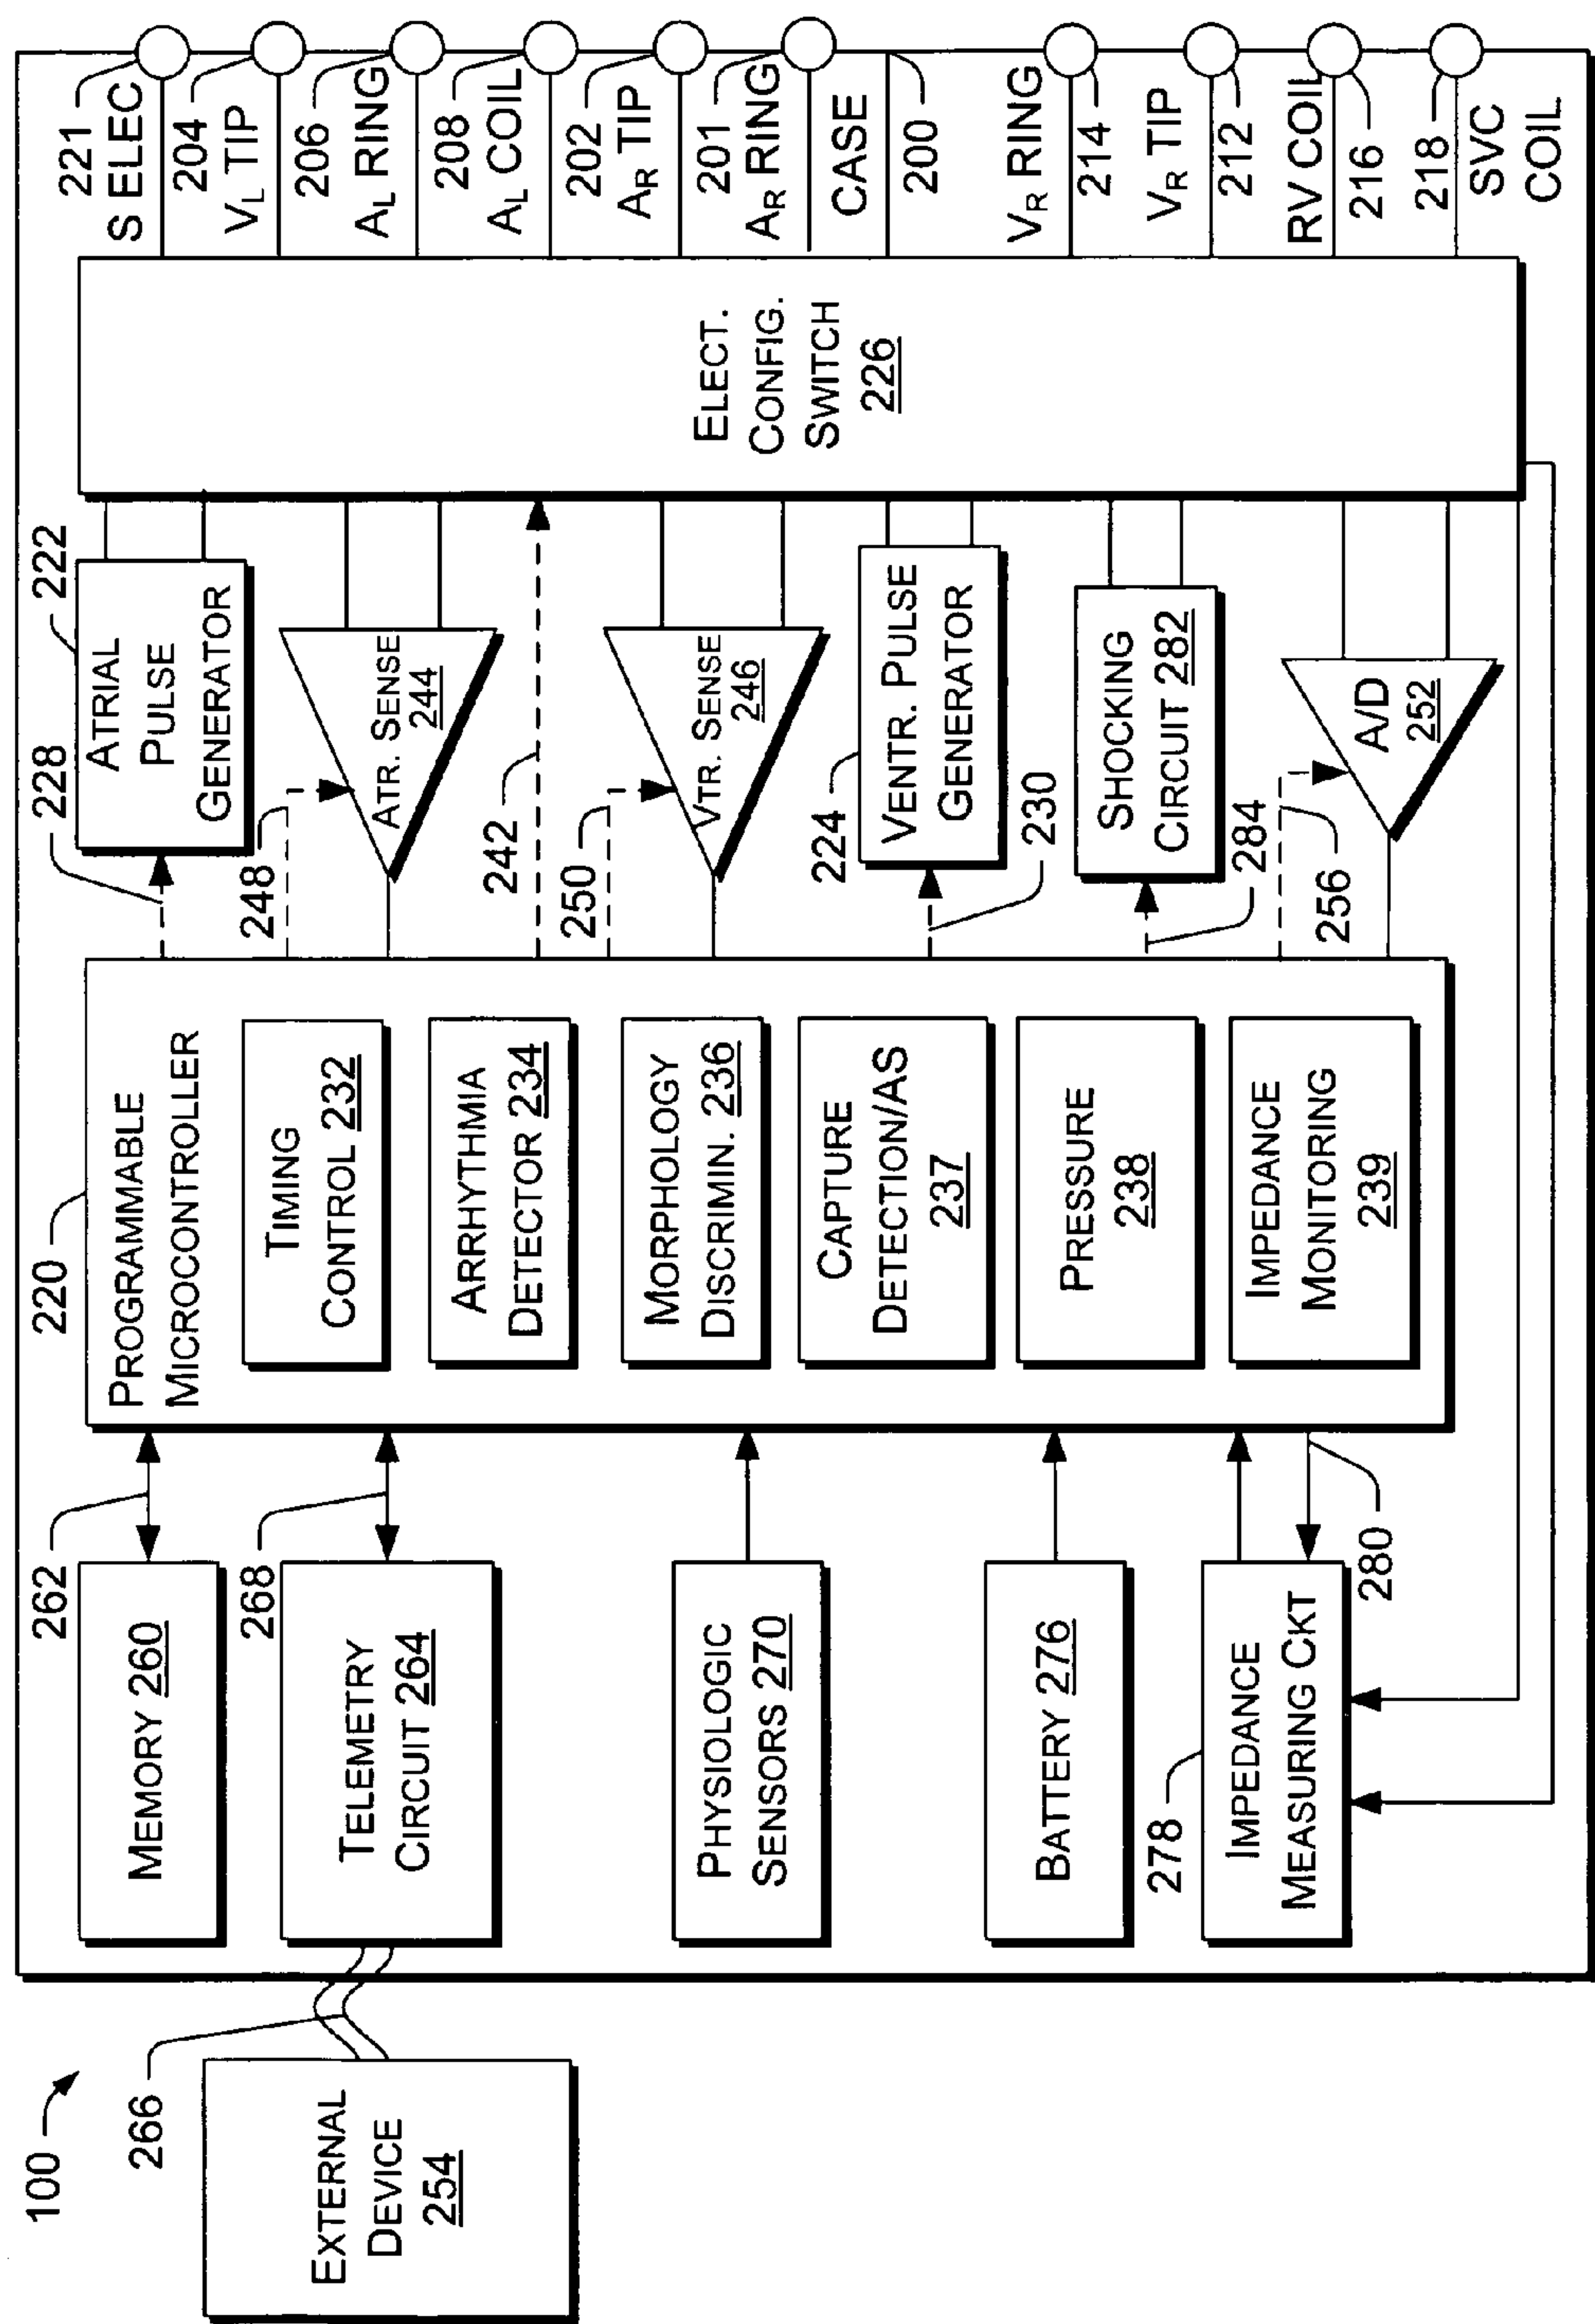 100
EXTERNAL
DEVICE
254
266
262
MEMORY 260
268
TELEMETRY
CIRCUIT 264
PHYSIOLOGIC
SENSORS 270
BATTERY 276
278
IMPEDANCE
MEASURING CKT
280
220
PROGRAMMABLE
MICROCONTROLLER
TIMING
CONTROL 232
ARRHYTHMIA
DETECTOR 234
MORPHOLOGY
DISCRIMIN. 236
CAPTURE
DETECTION/AS
237
PRESSURE
238
IMPEDANCE
MONITORING
239
228
222
ATRIAL
PULSE
GENERATOR
248
ATR. SENSE
244
242
250
VTR. SENSE
246
224
VENTR. PULSE
GENERATOR
230
SHOCKING
CIRCUIT 282
284
256
A/D
252
ELECT.
CONFIG.
SWITCH
226
221
S ELEC
204
VL TIP
206
AL RING
208
AL COIL
202
AR TIP
201
AR RING
CASE
200
VR RING
214
VR TIP
212
RV COIL
216
218
SVC
COIL